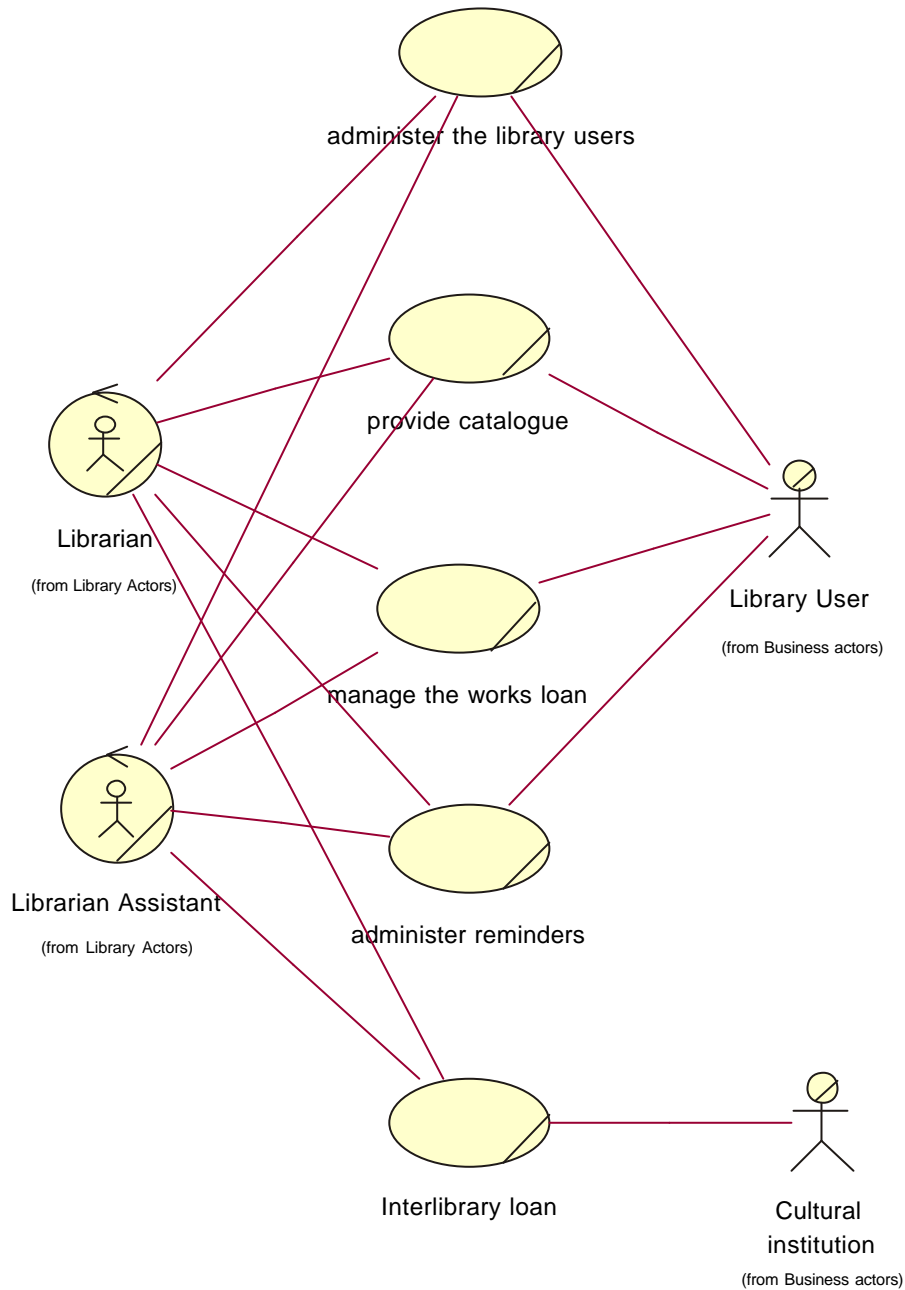 administer the library users
provide catalogue
Librarian
(from Library Actors)
Library User
(from Business actors)
manage the works loan
Librarian Assistant
(from Library Actors)
administer reminders
Interlibrary loan
Cultural
institution
(from Business actors)